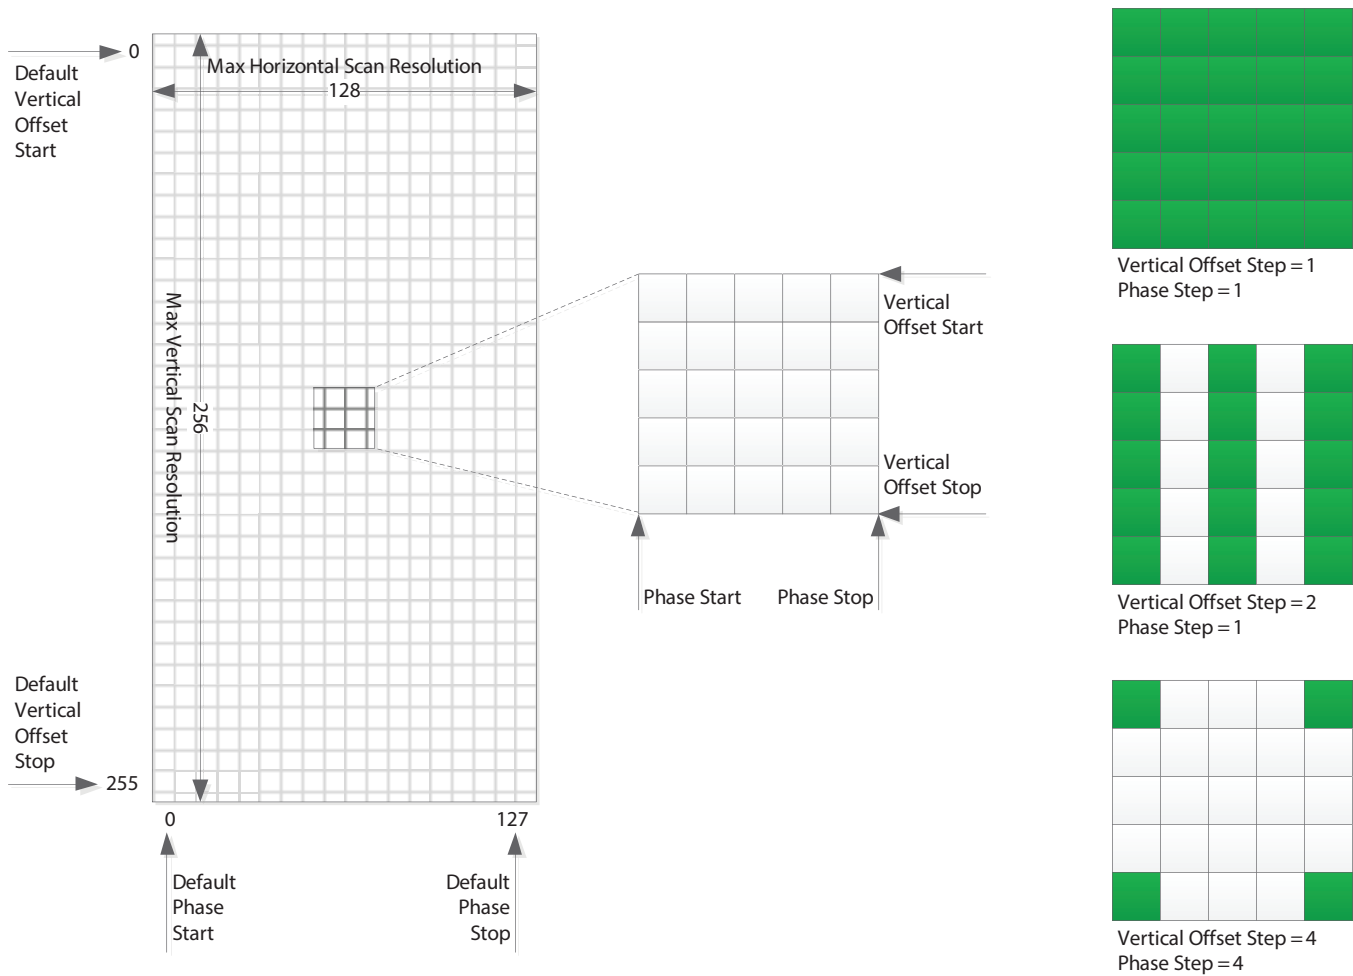 0
Default
Vertical
Offset
Start
Max Horizontal Scan Resolution
128
Max Vertical Scan Resolution
256
Default
Vertical
Offset
Stop
255
0
127
Default
Phase
Start
Default
Phase
Stop
Vertical
Offset Start
Vertical
Offset Stop
Phase Start
Phase Stop
Vertical Offset Step = 1
Phase Step = 1
Vertical Offset Step = 2
Phase Step = 1
Vertical Offset Step = 4
Phase Step = 4